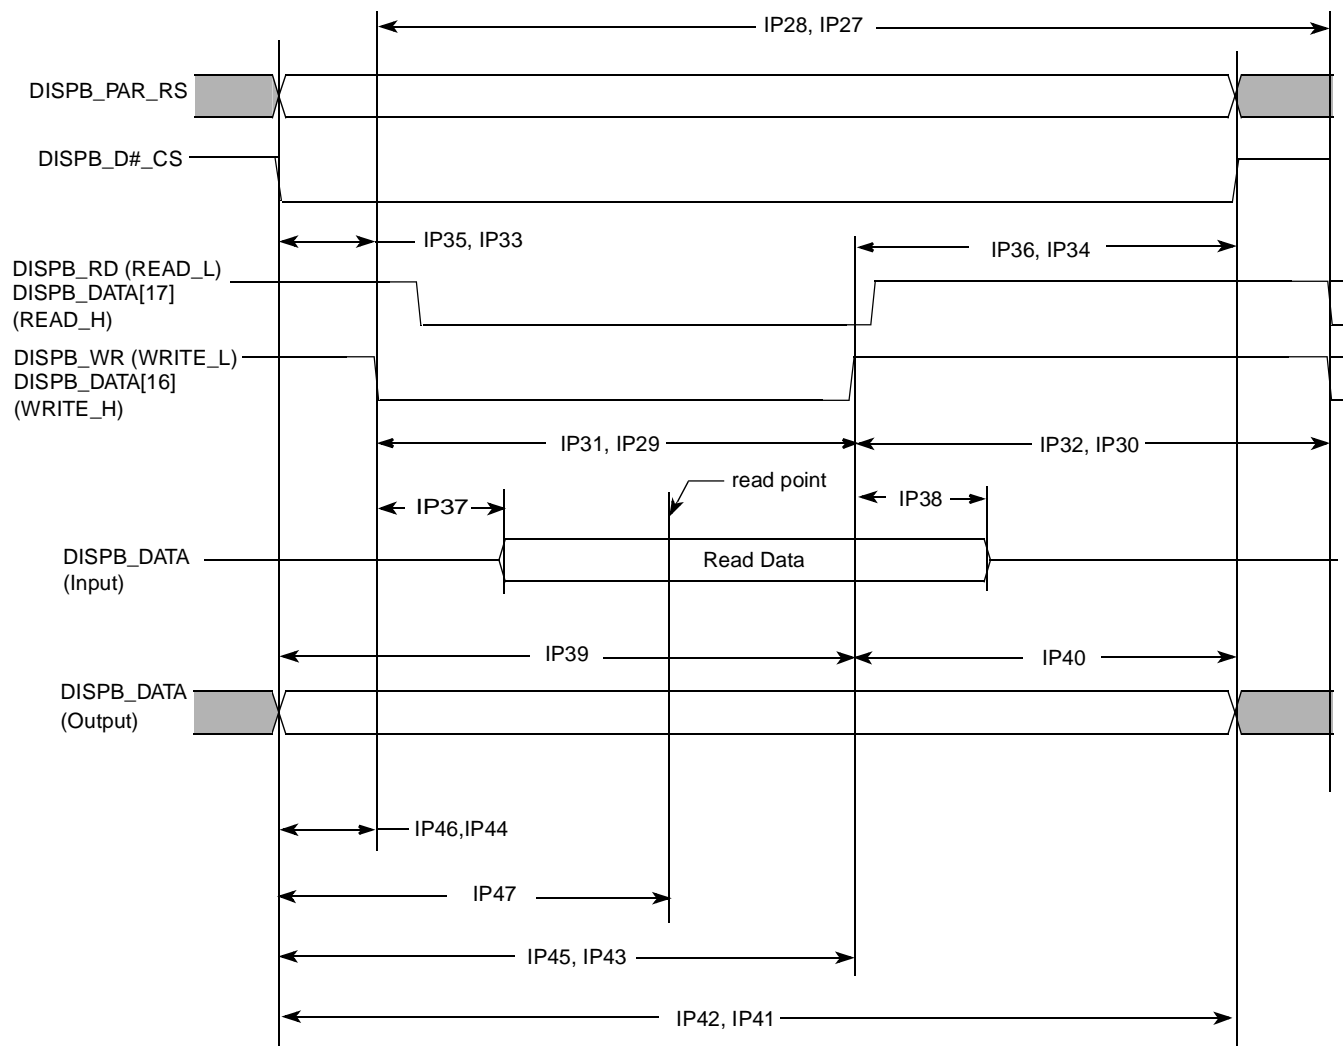 IP28, IP27
DISPB_PAR_RS
DISPB_D#_CS
IP35, IP33
IP36, IP34
DISPB_RD (READ_L)
DISPB_DATA[17]
(READ_H)
DISPB_WR (WRITE_L)
DISPB_DATA[16]
(WRITE_H)
IP31, IP29
IP32, IP30
read point
IP37
IP38
DISPB_DATA
(Input)
Read Data
IP39
IP40
DISPB_DATA
(Output)
IP46,IP44
IP47
IP45, IP43
IP42, IP41